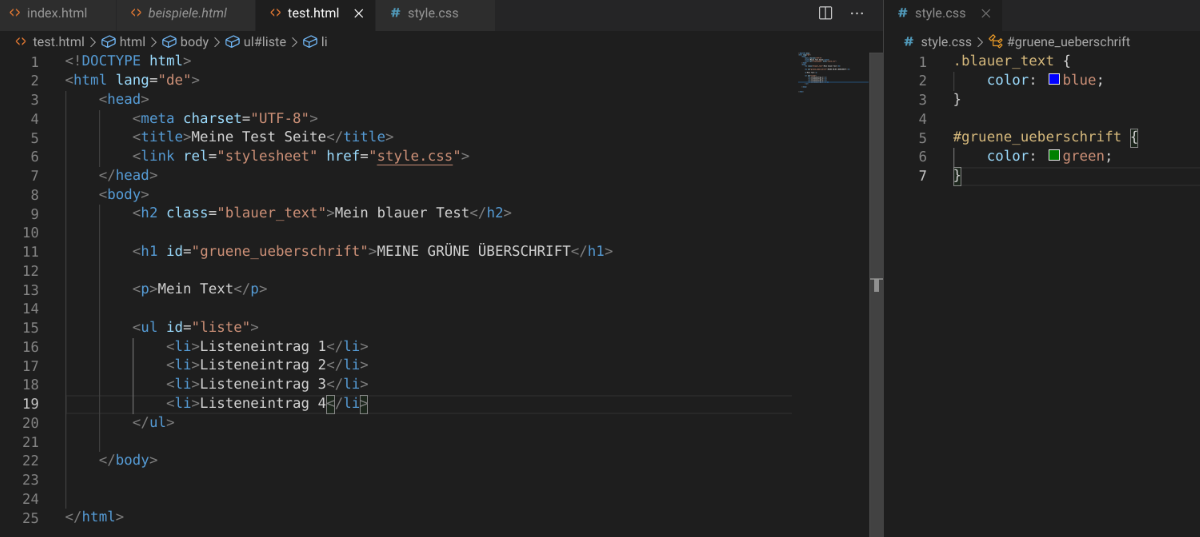 index.html beispiele.html test.html style.css
test.html > html > body > ul#liste > li
1 <!DOCTYPE html>
2 <html lang="de">
3 <head>
4 <meta charset="UTF-8">
5 <title>Meine Test Seite</title>
6 <link rel="stylesheet" href="style.css">
7 </head>
8 <body>
9 <h2 class="blauer_text">Mein blauer Test</h2>
10
11 <h1 id="gruene_ueberschrift">MEINE GRÜNE ÜBERSCHRIFT</h1>
12
13 <p>Mein Text</p>
14
15 <ul id="liste">
16 <li>Listeneintrag 1</li>
17 <li>Listeneintrag 2</li>
18 <li>Listeneintrag 3</li>
19 <li>Listeneintrag 4</li>
20 </ul>
21
22 </body>
23
24
25 </html>
# style.css
# style.css > #gruene_ueberschrift
1 .blauer_text {
2 color: blue;
3 }
4
5 #gruene_ueberschrift {
6 color: green;
7 }